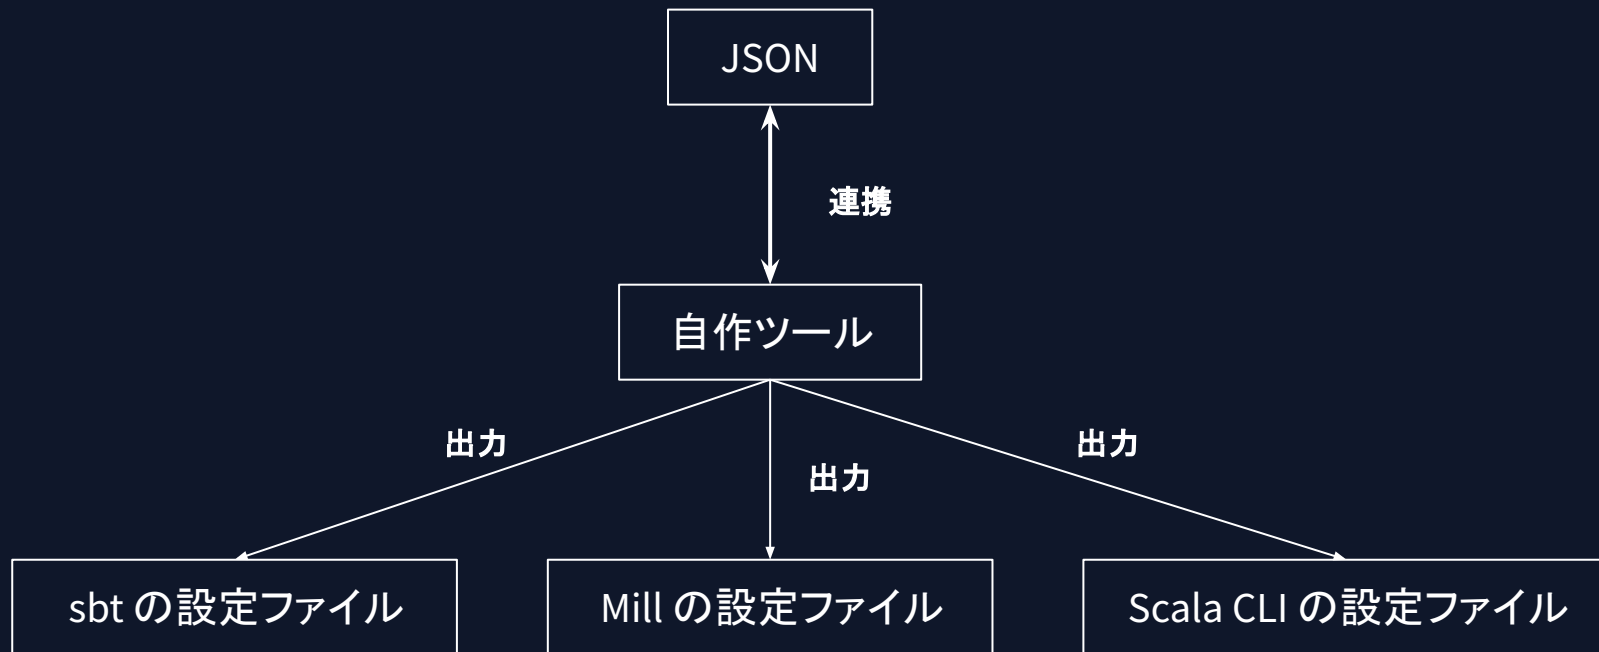 JSON
連携
自作ツール
出力
出力
出力
sbt の設定ファイル
Mill の設定ファイル
Scala CLI の設定ファイル